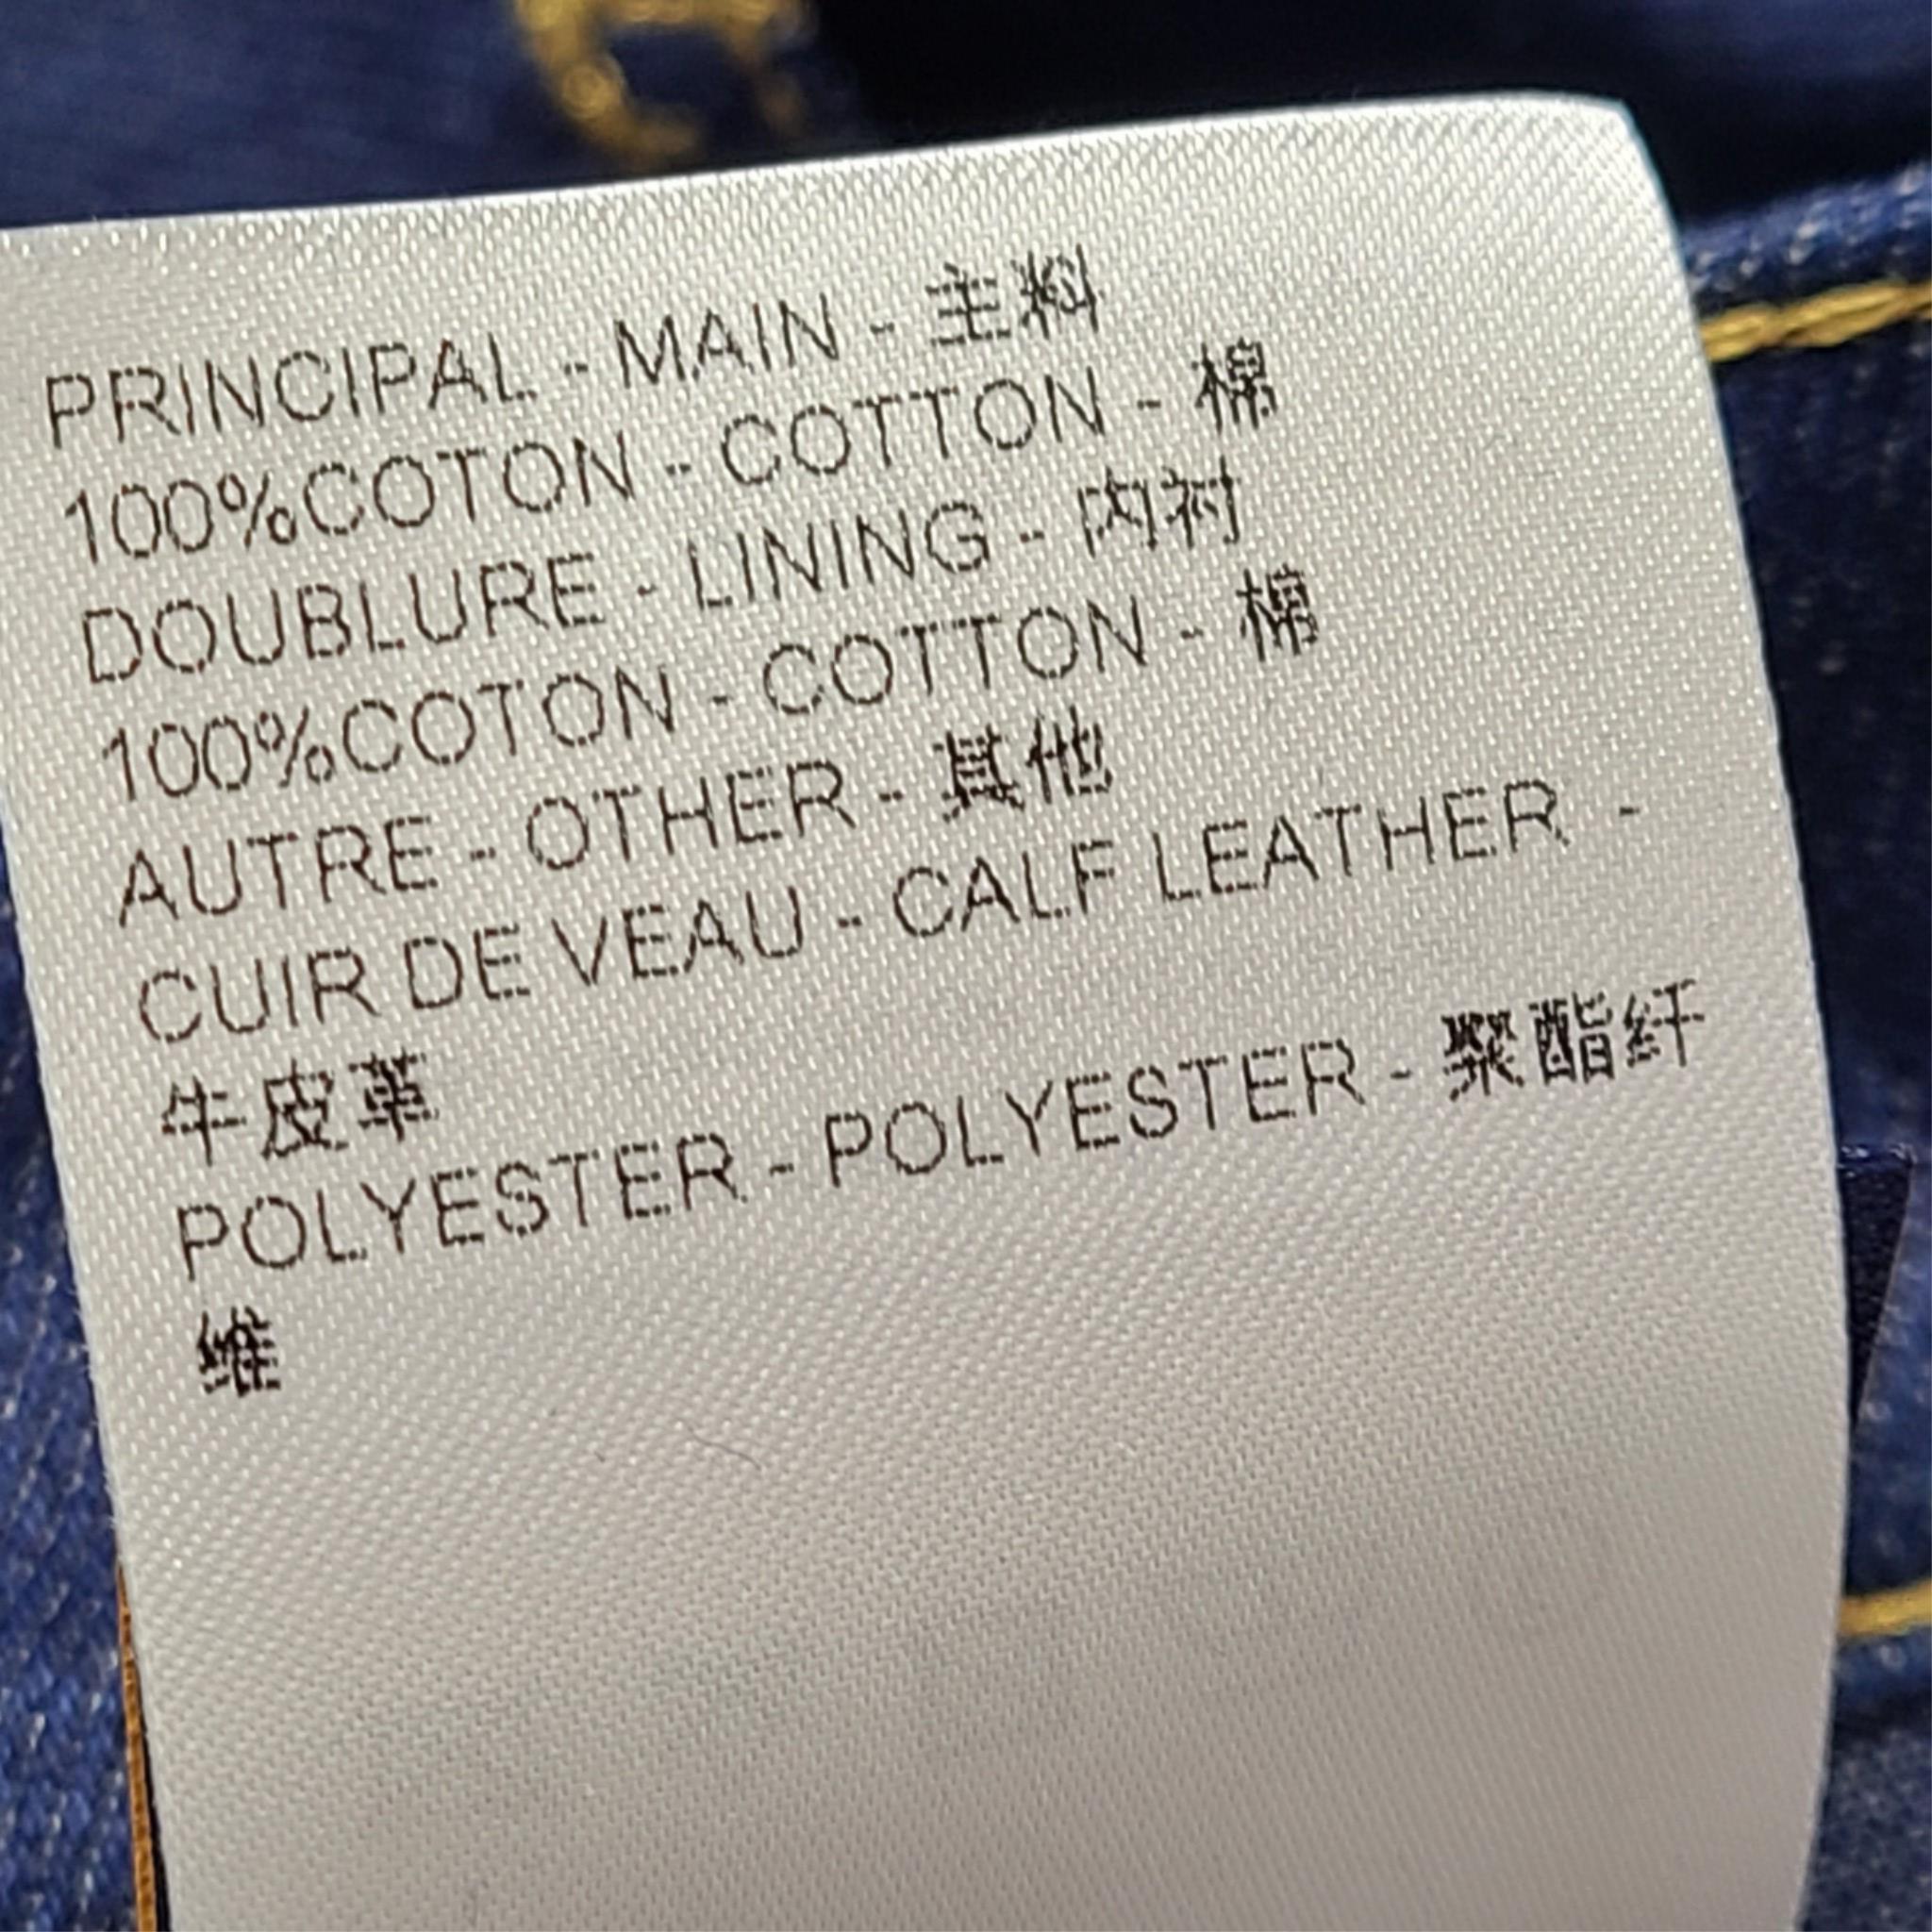 PRINCIPAL - MAIN - 主料
100%COTON - COTTON - 棉
DOUBLURE - LINING - 内衬
100%COTON - COTTON - 棉
AUTRE - OTHER - 其他
CUIR DE VEAU - CALF LEATHER -
牛皮革
POLYESTER - POLYESTER - 聚酯纤
维